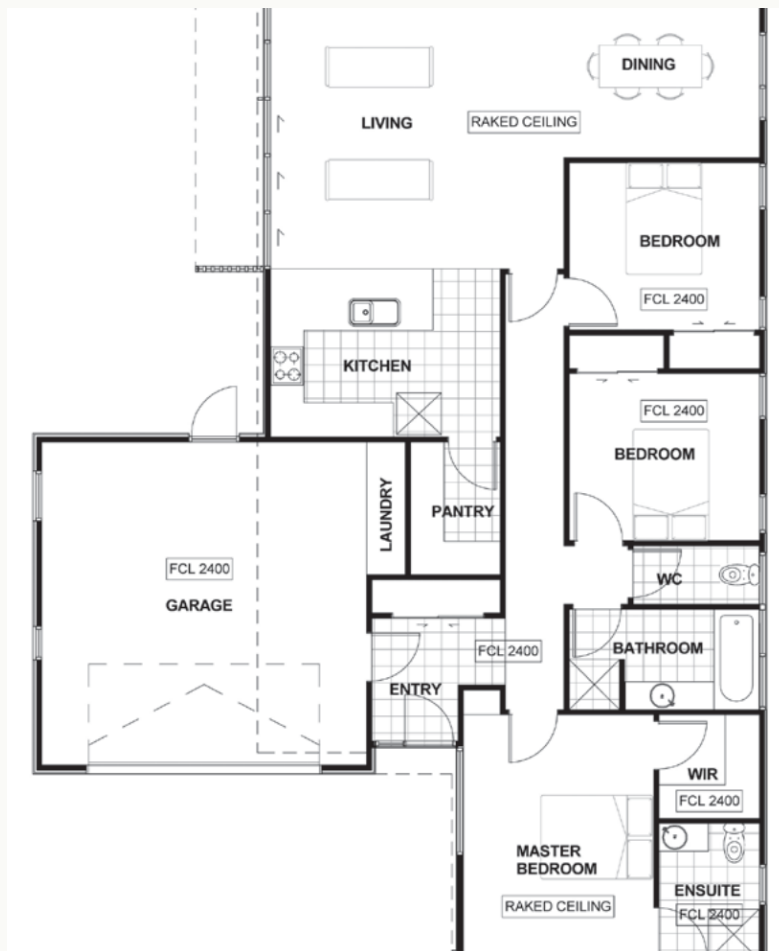 DINING
LIVING
RAKED CEILING
BEDROOM
FCL 2400
KITCHEN
FCL 2400
BEDROOM
LAUNDRY
PANTRY
FCL 2400
GARAGE
WC
FCL 2400
BATHROOM
ENTRY
WIR
FCL 2400
MASTER
BEDROOM
RAKED CEILING
ENSUITE
FCL 2400